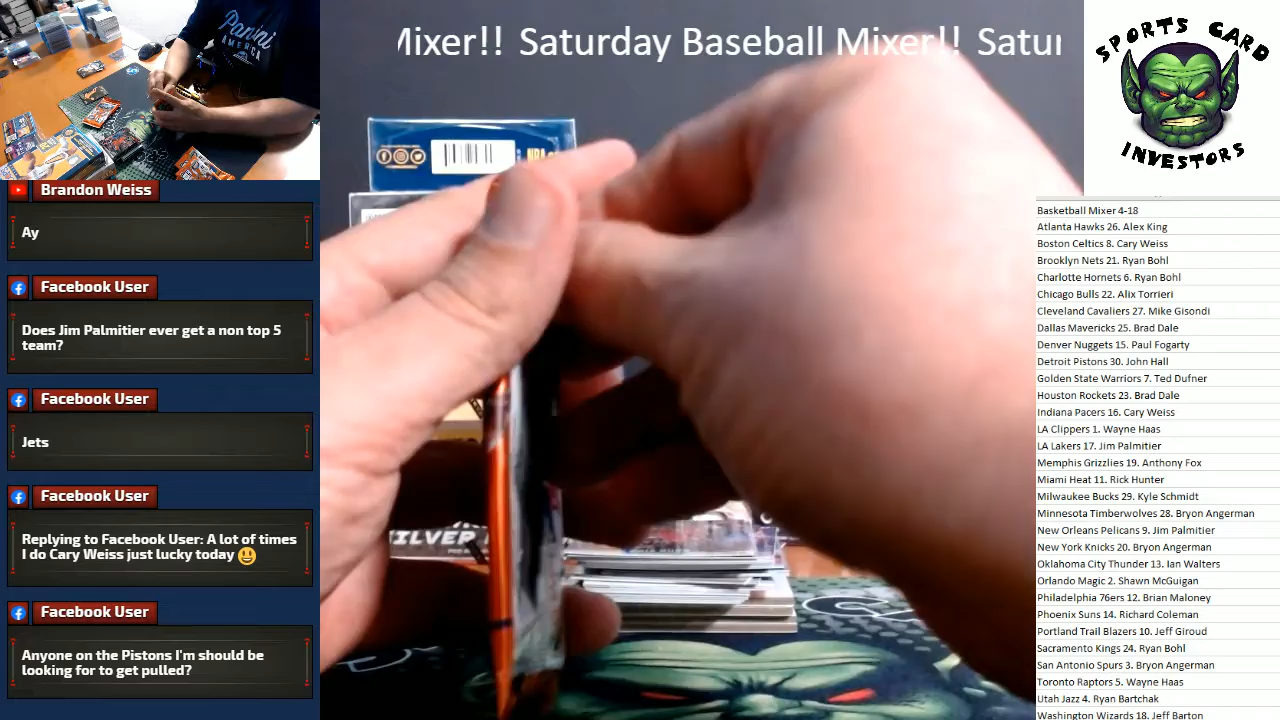 Mixer!! Saturday Baseball Mixer!! Satur
SPORTS CARD
INVESTORS
Panini
AMERICA
Brandon Weiss
Ay
Facebook User
Does Jim Palmitier ever get a non top 5
team?
Facebook User
Jets
Facebook User
Replying to Facebook User: A lot of times
I do Cary Weiss just lucky today 😃
Facebook User
Anyone on the Pistons I'm should be
looking for to get pulled?
SILVER
Basketball Mixer 4-18
Atlanta Hawks 26. Alex King
Boston Celtics 8. Cary Weiss
Brooklyn Nets 21. Ryan Bohl
Charlotte Hornets 6. Ryan Bohl
Chicago Bulls 22. Alix Torrieri
Cleveland Cavaliers 27. Mike Gisondi
Dallas Mavericks 25. Brad Dale
Denver Nuggets 15. Paul Fogarty
Detroit Pistons 30. John Hall
Golden State Warriors 7. Ted Dufner
Houston Rockets 23. Brad Dale
Indiana Pacers 16. Cary Weiss
LA Clippers 1. Wayne Haas
LA Lakers 17. Jim Palmitier
Memphis Grizzlies 19. Anthony Fox
Miami Heat 11. Rick Hunter
Milwaukee Bucks 29. Kyle Schmidt
Minnesota Timberwolves 28. Bryon Angerman
New Orleans Pelicans 9. Jim Palmitier
New York Knicks 20. Bryon Angerman
Oklahoma City Thunder 13. Ian Walters
Orlando Magic 2. Shawn McGuigan
Philadelphia 76ers 12. Brian Maloney
Phoenix Suns 14. Richard Coleman
Portland Trail Blazers 10. Jeff Giroud
Sacramento Kings 24. Ryan Bohl
San Antonio Spurs 3. Bryon Angerman
Toronto Raptors 5. Wayne Haas
Utah Jazz 4. Ryan Bartchak
Washington Wizards 18. Jeff Barton